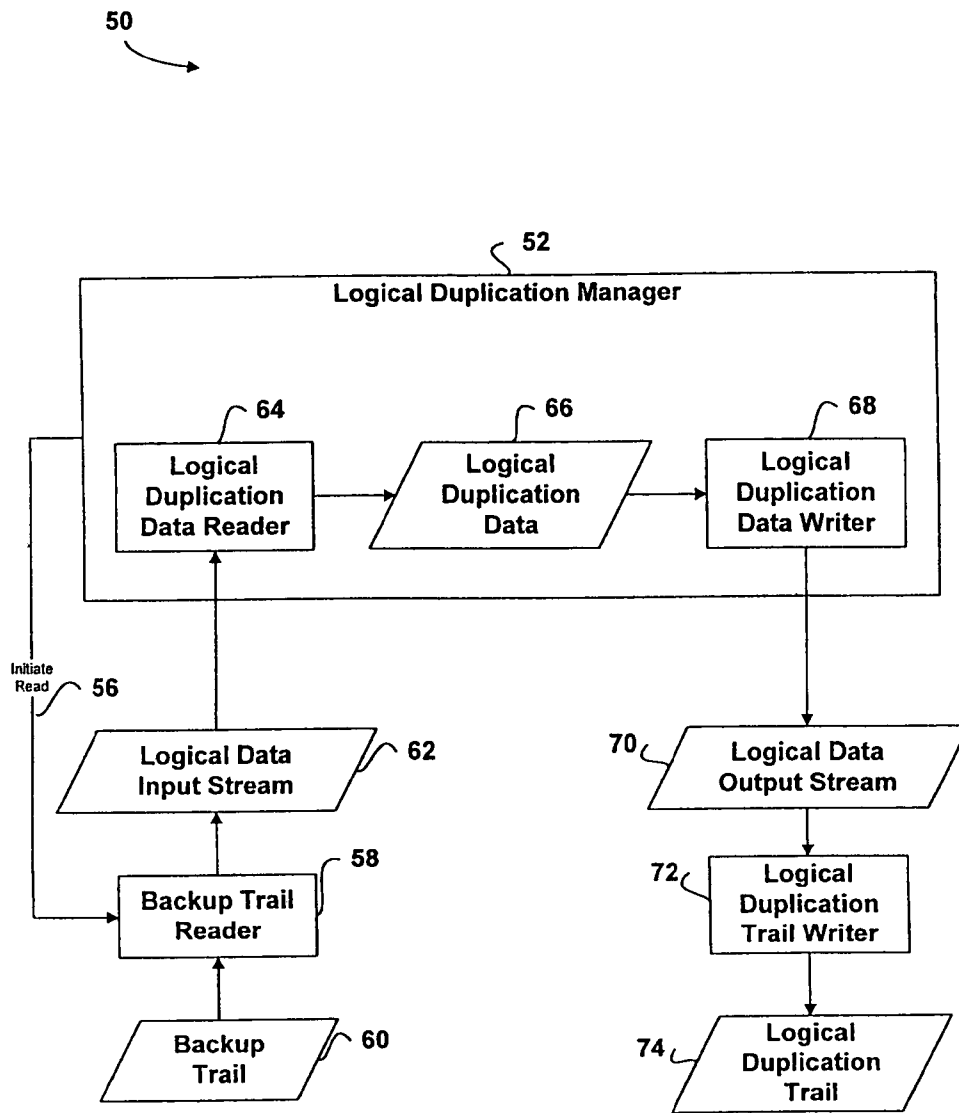 50
52
Logical Duplication Manager
64
66
68
Logical
Duplication
Data Reader
Logical
Duplication
Data
Logical
Duplication
Data Writer
Initiate
Read
56
Logical Data
Input Stream
62
70
Logical Data
Output Stream
58
Backup Trail
Reader
72
Logical
Duplication
Trail Writer
Backup
Trail
60
74
Logical
Duplication
Trail